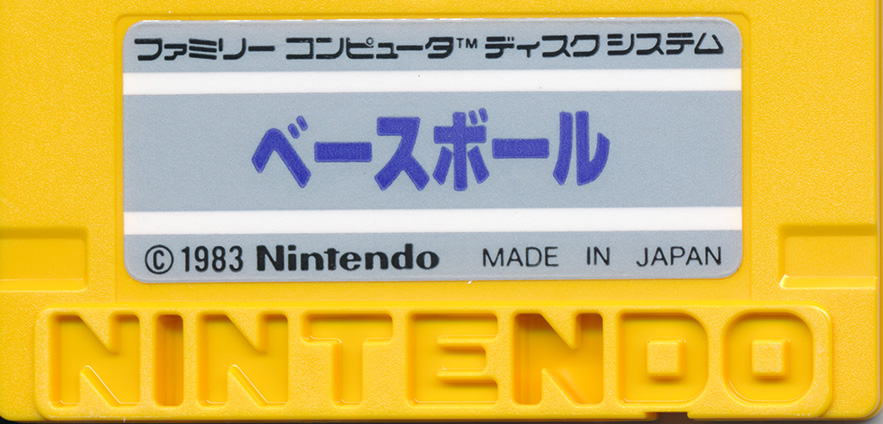 ファミリー コンピュータ™ ディスク システム
ベースボール
© 1983 Nintendo MADE IN JAPAN
NINTENDO